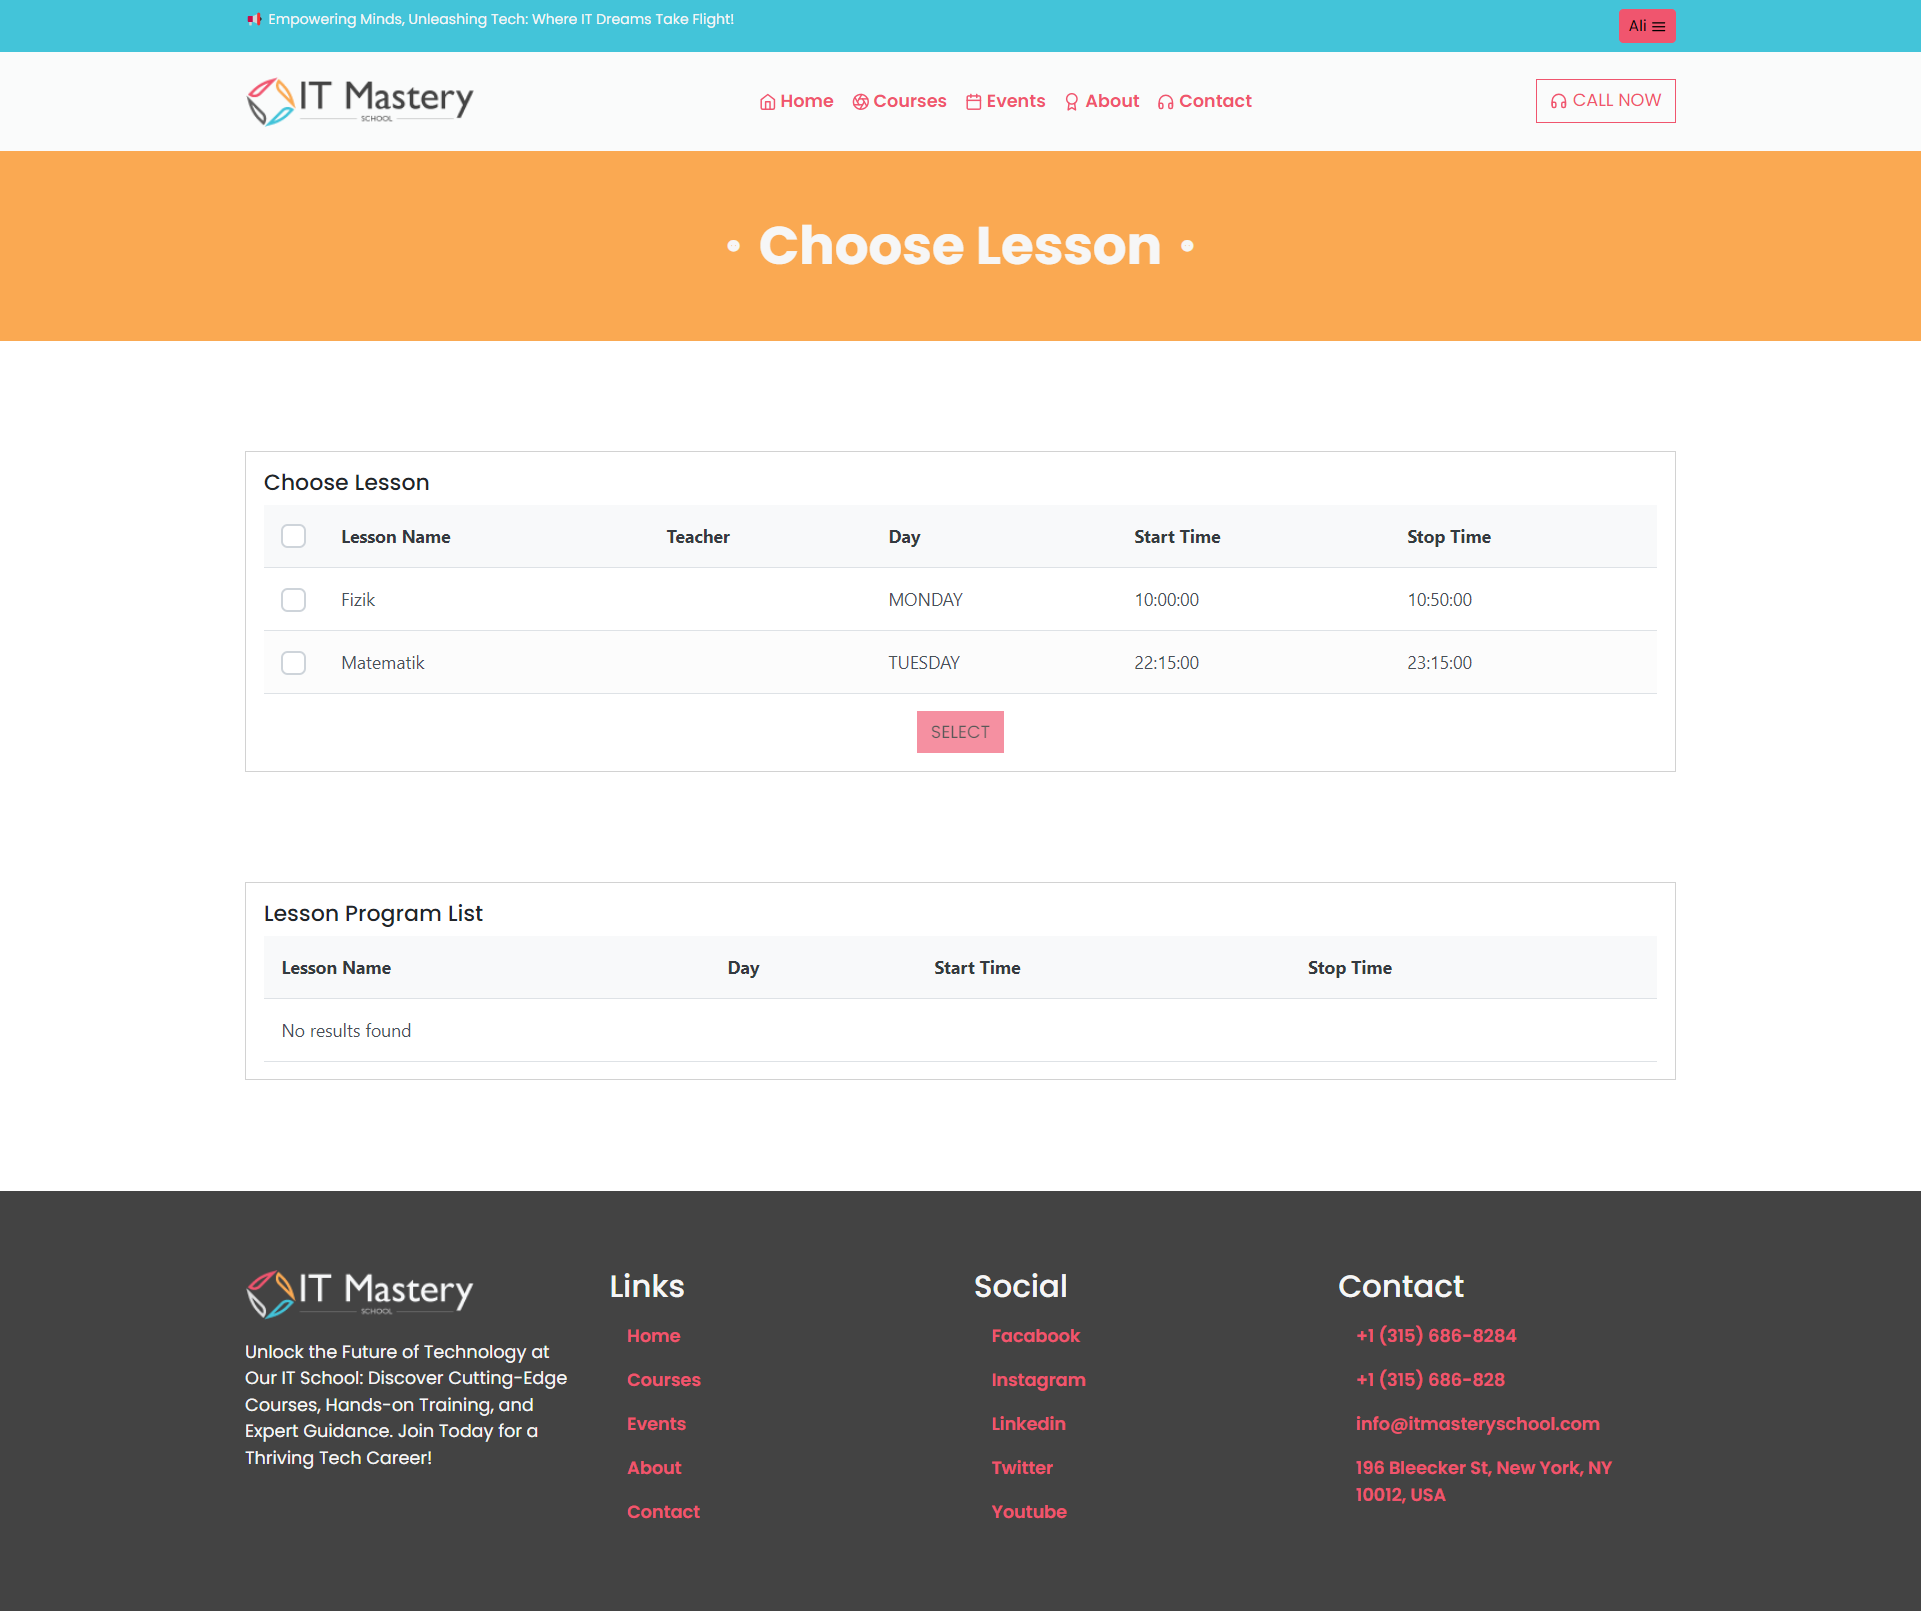 Empowering Minds, Unleashing Tech: Where IT Dreams Take Flight!
Ali
IT Mastery
SCHOOL
Home Courses Events About Contact
CALL NOW
• Choose Lesson •
Choose Lesson
Lesson Name Teacher Day Start Time Stop Time
Fizik MONDAY 10:00:00 10:50:00
Matematik TUESDAY 22:15:00 23:15:00
SELECT
Lesson Program List
Lesson Name Day Start Time Stop Time
No results found
IT Mastery
SCHOOL
Unlock the Future of Technology at
Our IT School: Discover Cutting-Edge
Courses, Hands-on Training, and
Expert Guidance. Join Today for a
Thriving Tech Career!
Links
Home
Courses
Events
About
Contact
Social
Facabook
Instagram
Linkedin
Twitter
Youtube
Contact
+1 (315) 686-8284
+1 (315) 686-828
info@itmasteryschool.com
196 Bleecker St, New York, NY
10012, USA